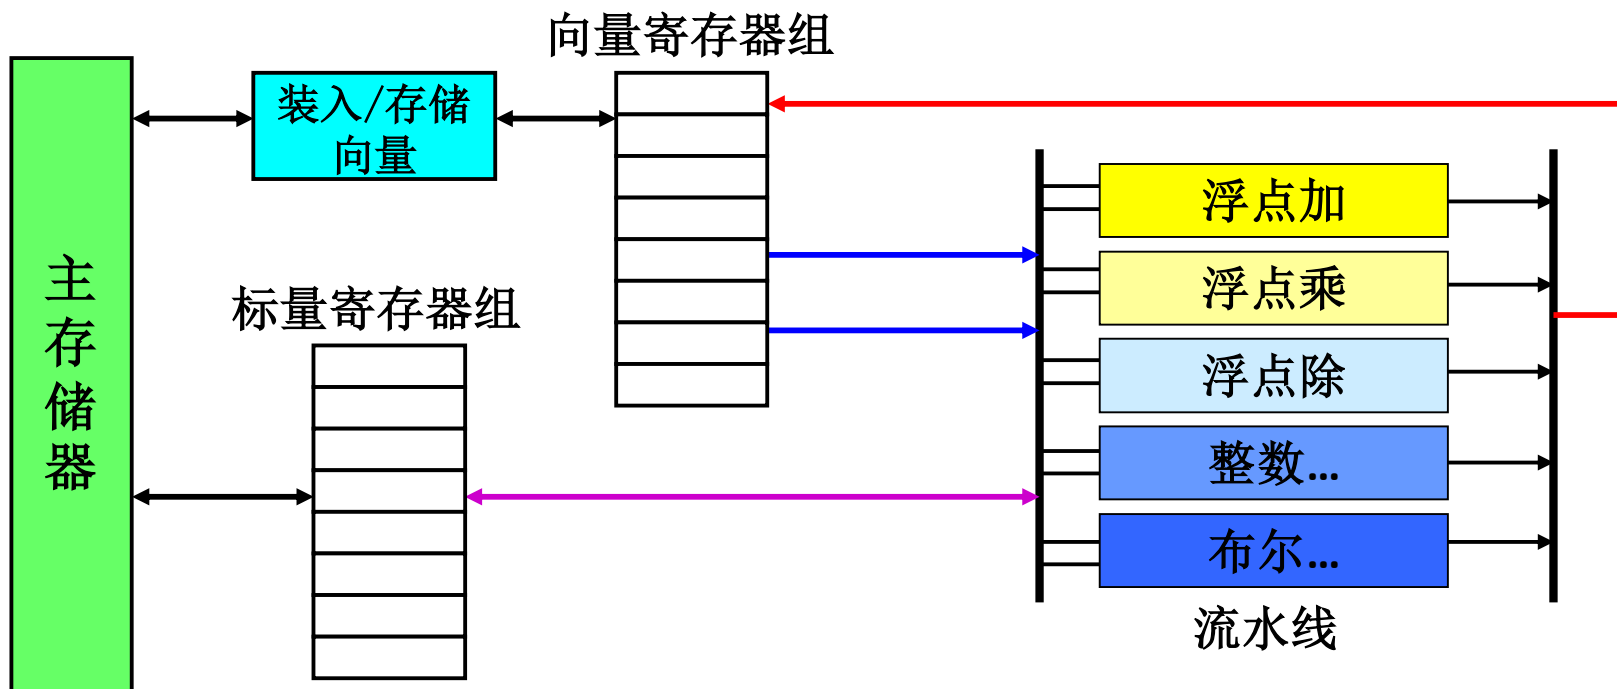 向量寄存器组
装入/存储
向量
浮点加
浮点乘
主存储器
标量寄存器组
浮点除
整数...
布尔...
流水线